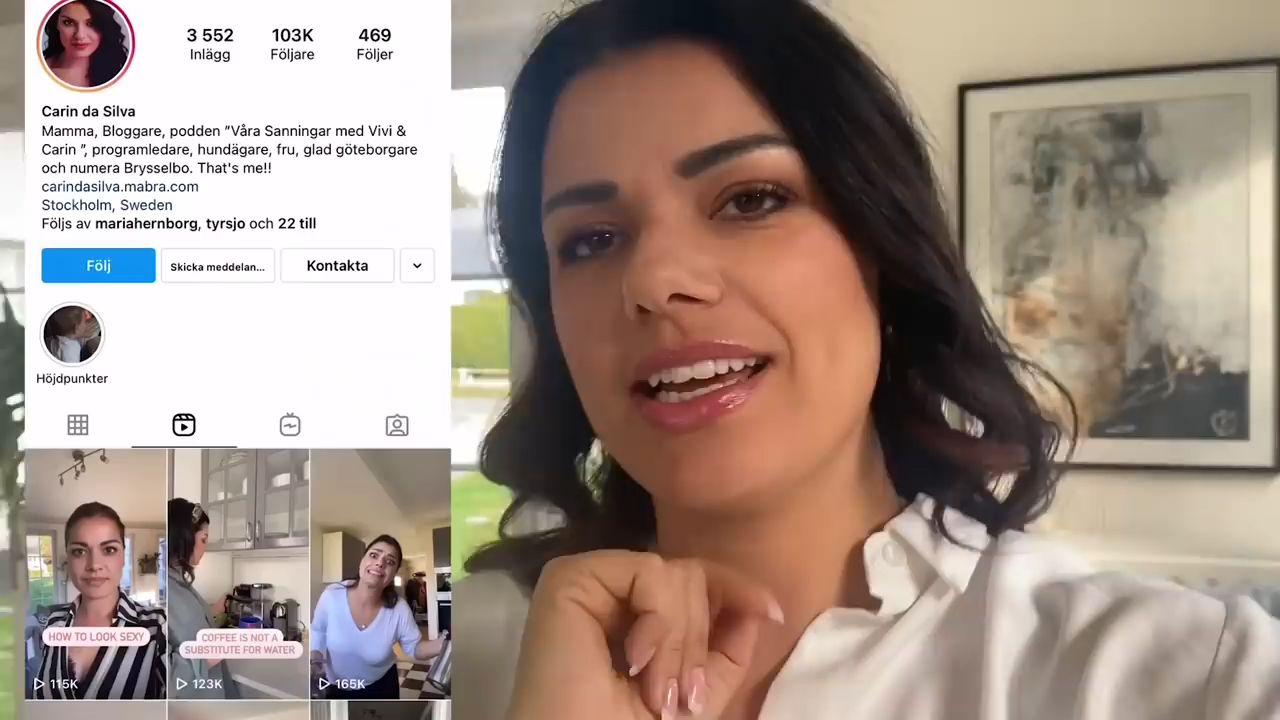 3 552 103K 469
Inlägg Följare Följer
Carin da Silva
Mamma, Bloggare, podden "Våra Sanningar med Vivi &
Carin ", programledare, hundägare, fru, glad göteborgare
och numera Brysselbo. That's me!!
carindasilva.mabra.com
Stockholm, Sweden
Följs av mariahernborg, tyrsjo och 22 till
Följ Skicka meddelan... Kontakta
Höjdpunkter
HOW TO LOOK SEXY
COFFEE IS NOT A
SUBSTITUTE FOR WATER
115K 123K 165K